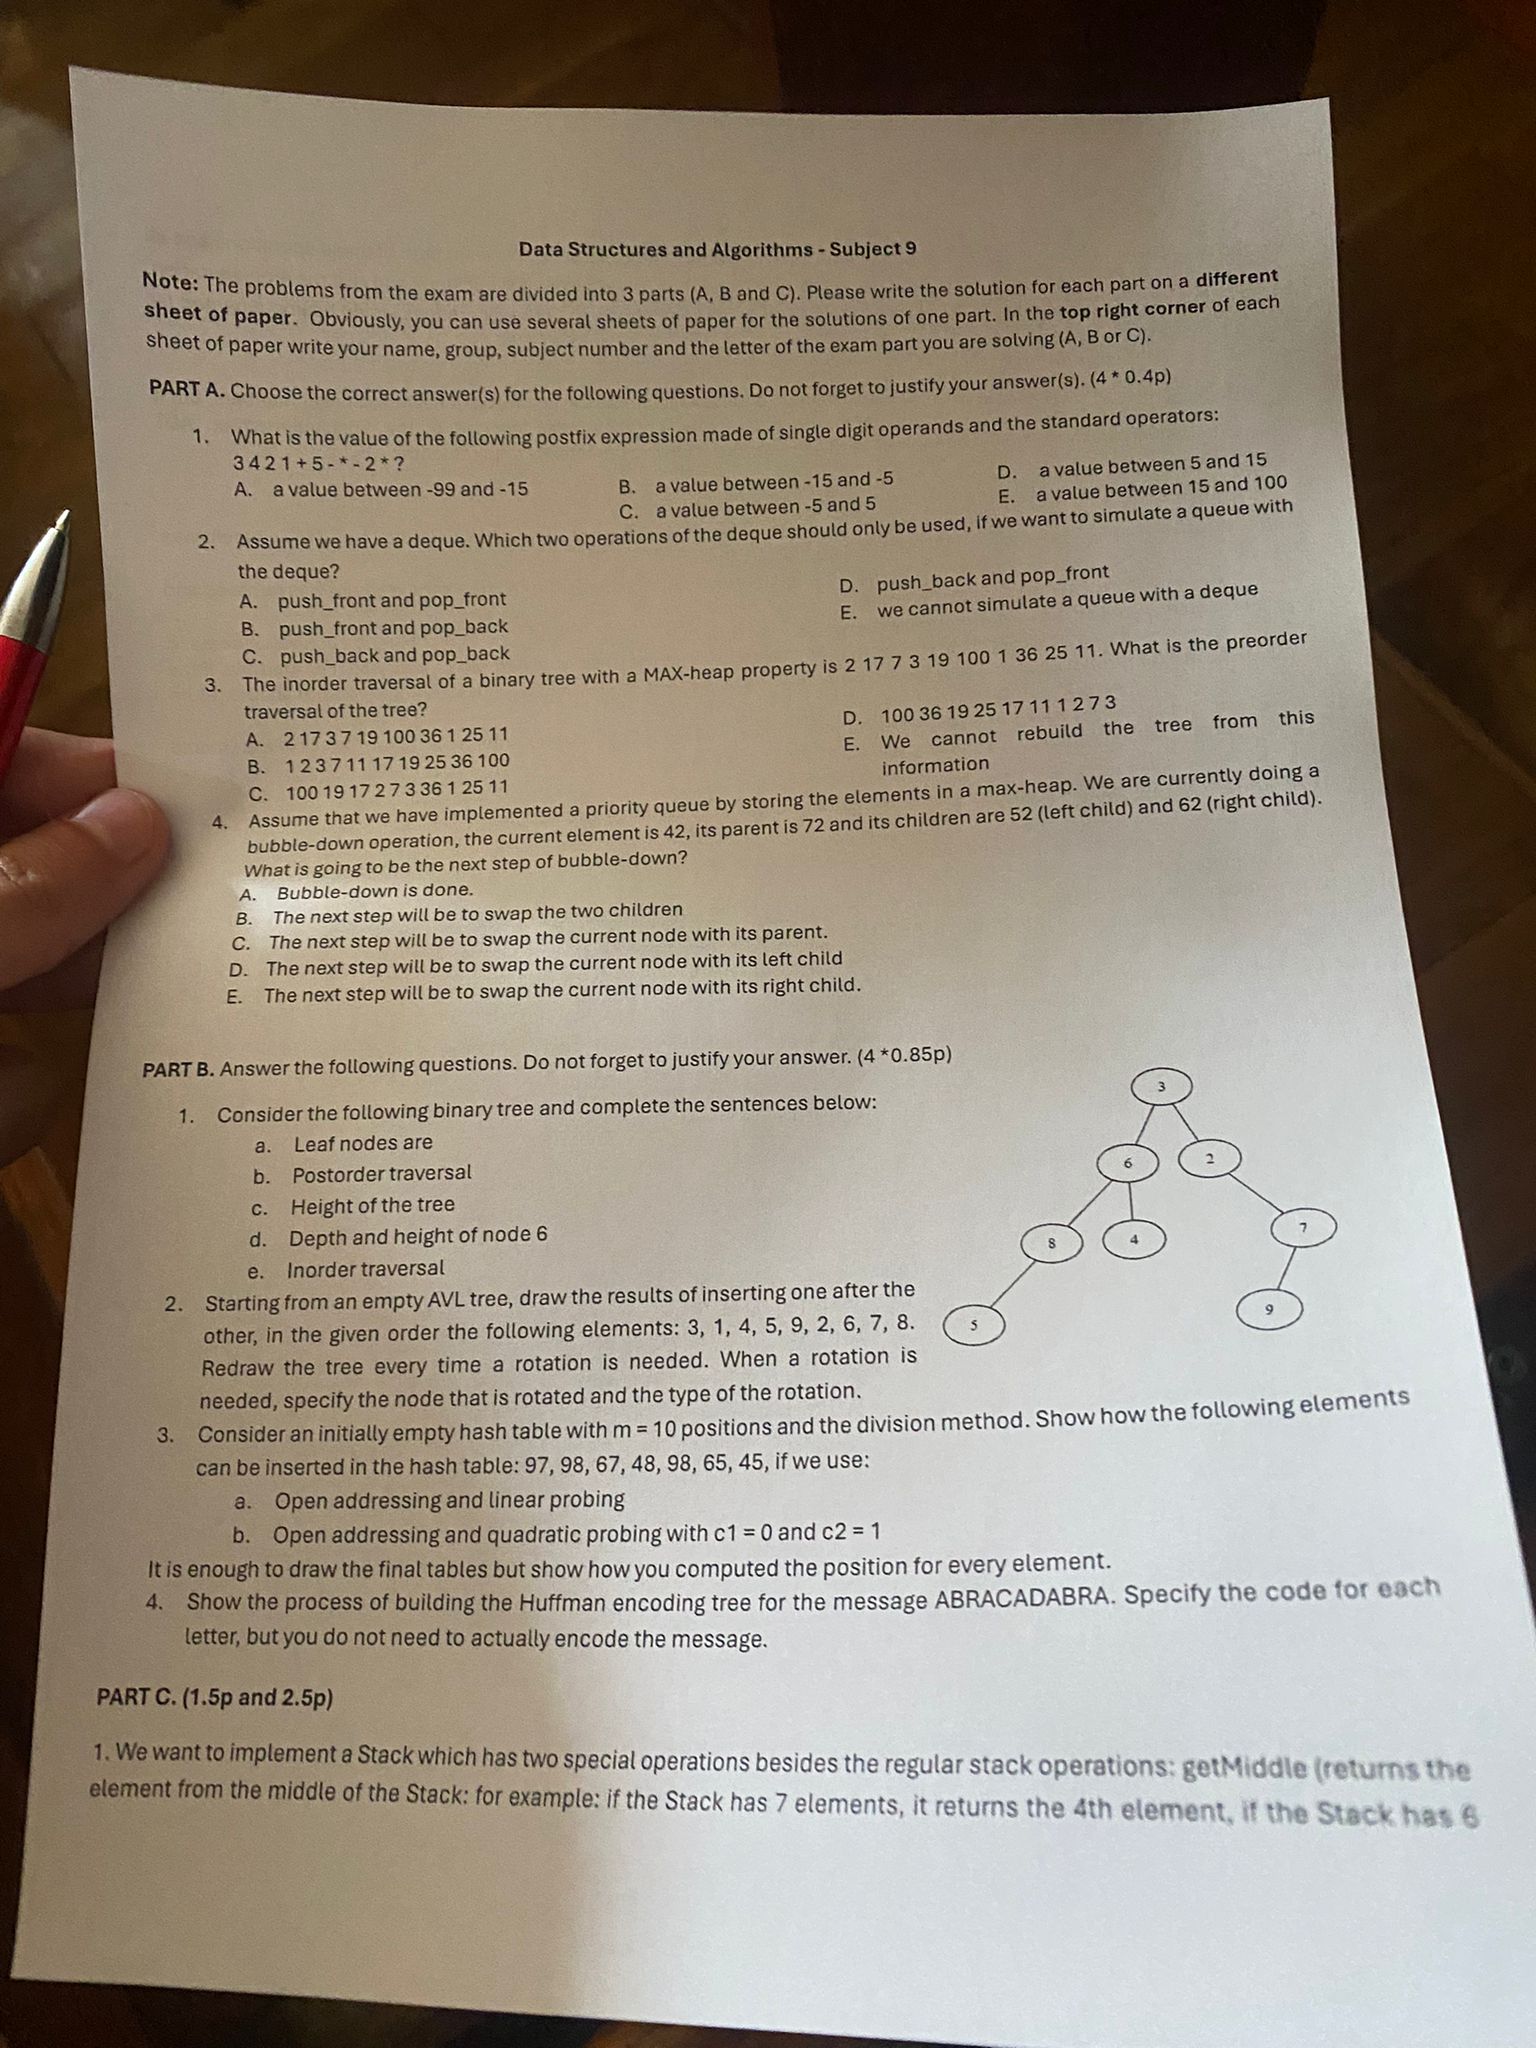 Data Structures and Algorithms - Subject 9
Note: The problems from the exam are divided into 3 parts (A, B and C). Please write the solution for each part on a different
sheet of paper. Obviously, you can use several sheets of paper for the solutions of one part. In the top right corner of each
sheet of paper write your name, group, subject number and the letter of the exam part you are solving (A, B or C).
PART A. Choose the correct answer(s) for the following questions. Do not forget to justify your answer(s). (4 * 0.4p)
1. What is the value of the following postfix expression made of single digit operands and the standard operators:
3 4 2 1 + 5 - * - 2 * ?
A. a value between -99 and -15
B. a value between -15 and -5
C. a value between -5 and 5
D. a value between 5 and 15
E. a value between 15 and 100
2. Assume we have a deque. Which two operations of the deque should only be used, if we want to simulate a queue with
the deque?
A. push_front and pop_front
B. push_front and pop_back
C. push_back and pop_back
D. push_back and pop_front
E. we cannot simulate a queue with a deque
3. The inorder traversal of a binary tree with a MAX-heap property is 2 17 7 3 19 100 1 36 25 11. What is the preorder
traversal of the tree?
A. 2 17 3 7 19 100 36 1 25 11
B. 1 2 3 7 11 17 19 25 36 100
C. 100 19 17 2 7 3 36 1 25 11
D. 100 36 19 25 17 11 1 2 7 3
E. We cannot rebuild the tree from this
information
4. Assume that we have implemented a priority queue by storing the elements in a max-heap. We are currently doing a
bubble-down operation, the current element is 42, its parent is 72 and its children are 52 (left child) and 62 (right child).
What is going to be the next step of bubble-down?
A. Bubble-down is done.
B. The next step will be to swap the two children
C. The next step will be to swap the current node with its parent.
D. The next step will be to swap the current node with its left child
E. The next step will be to swap the current node with its right child.
PART B. Answer the following questions. Do not forget to justify your answer. (4 *0.85p)
1. Consider the following binary tree and complete the sentences below:
a. Leaf nodes are
b. Postorder traversal
c. Height of the tree
d. Depth and height of node 6
e. Inorder traversal
3
6
2
8
4
7
5
9
2. Starting from an empty AVL tree, draw the results of inserting one after the
other, in the given order the following elements: 3, 1, 4, 5, 9, 2, 6, 7, 8.
Redraw the tree every time a rotation is needed. When a rotation is
needed, specify the node that is rotated and the type of the rotation.
3. Consider an initially empty hash table with m = 10 positions and the division method. Show how the following elements
can be inserted in the hash table: 97, 98, 67, 48, 98, 65, 45, if we use:
a. Open addressing and linear probing
b. Open addressing and quadratic probing with c1 = 0 and c2 = 1
It is enough to draw the final tables but show how you computed the position for every element.
4. Show the process of building the Huffman encoding tree for the message ABRACADABRA. Specify the code for each
letter, but you do not need to actually encode the message.
PART C. (1.5p and 2.5p)
1. We want to implement a Stack which has two special operations besides the regular stack operations: getMiddle (returns the
element from the middle of the Stack: for example: if the Stack has 7 elements, it returns the 4th element, if the Stack has 6